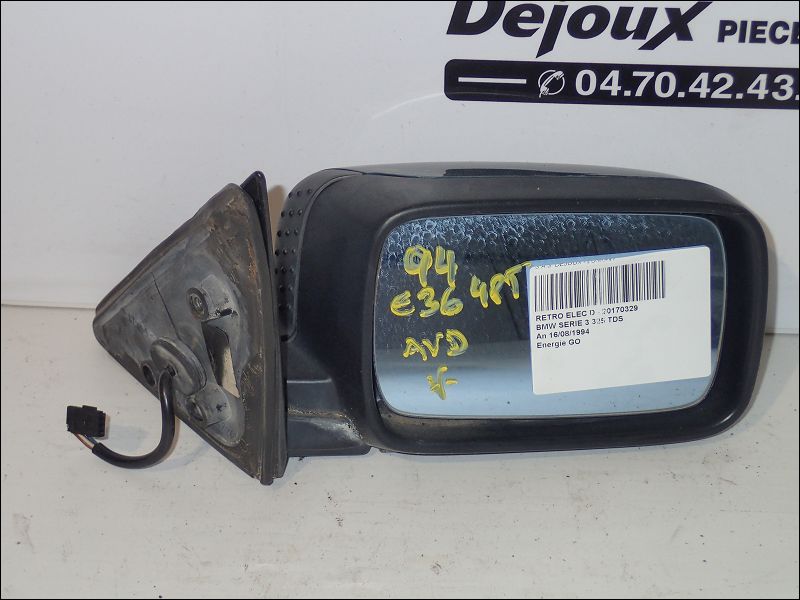 Dejoux PIECE
04.70.42.43.
94
e36 4PT
AVD
RETRO ELEC D - 20170329
BMW SERIE 3 325 TDS
An 16/08/1994
Energie GO